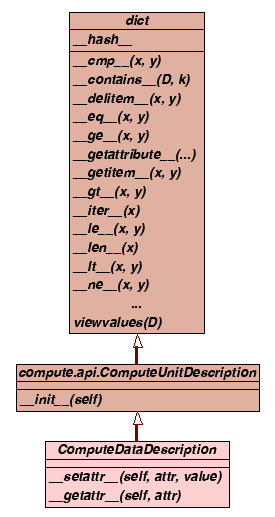 dict
__hash__
__cmp__(x, y)
__contains__(D, k)
__delitem__(x, y)
__eq__(x, y)
__ge__(x, y)
__getattribute__(...)
__getitem__(x, y)
__gt__(x, y)
__iter__(x)
__le__(x, y)
__len__(x)
__lt__(x, y)
__ne__(x, y)
...
viewvalues(D)
compute.api.ComputeUnitDescription
__init__(self)
ComputeDataDescription
__setattr__(self, attr, value)
__getattr__(self, attr)